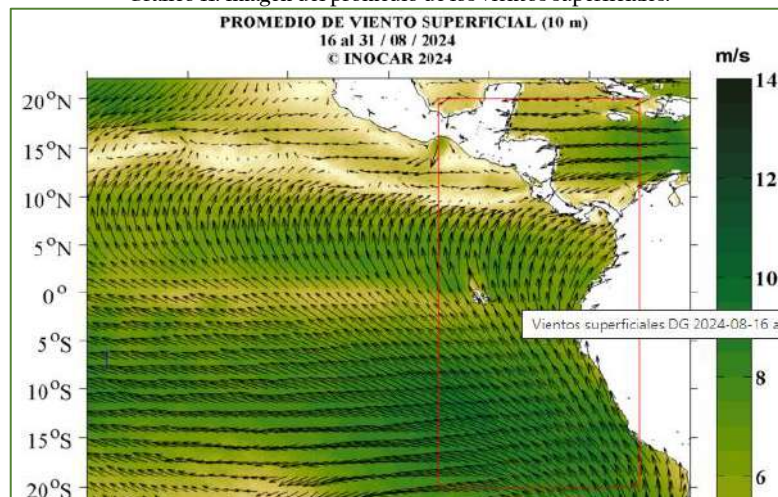 PROMEDIO DE VIENTO SUPERFICIAL (10 m)
16 al 31 / 08 / 2024
© INOCAR 2024
m/s
14
20°N
15°N
12
10°N
5°N
10
0°
Vientos superficiales DG 2024-08-16 a
5°S
8
10°S
15°S
6
20°S